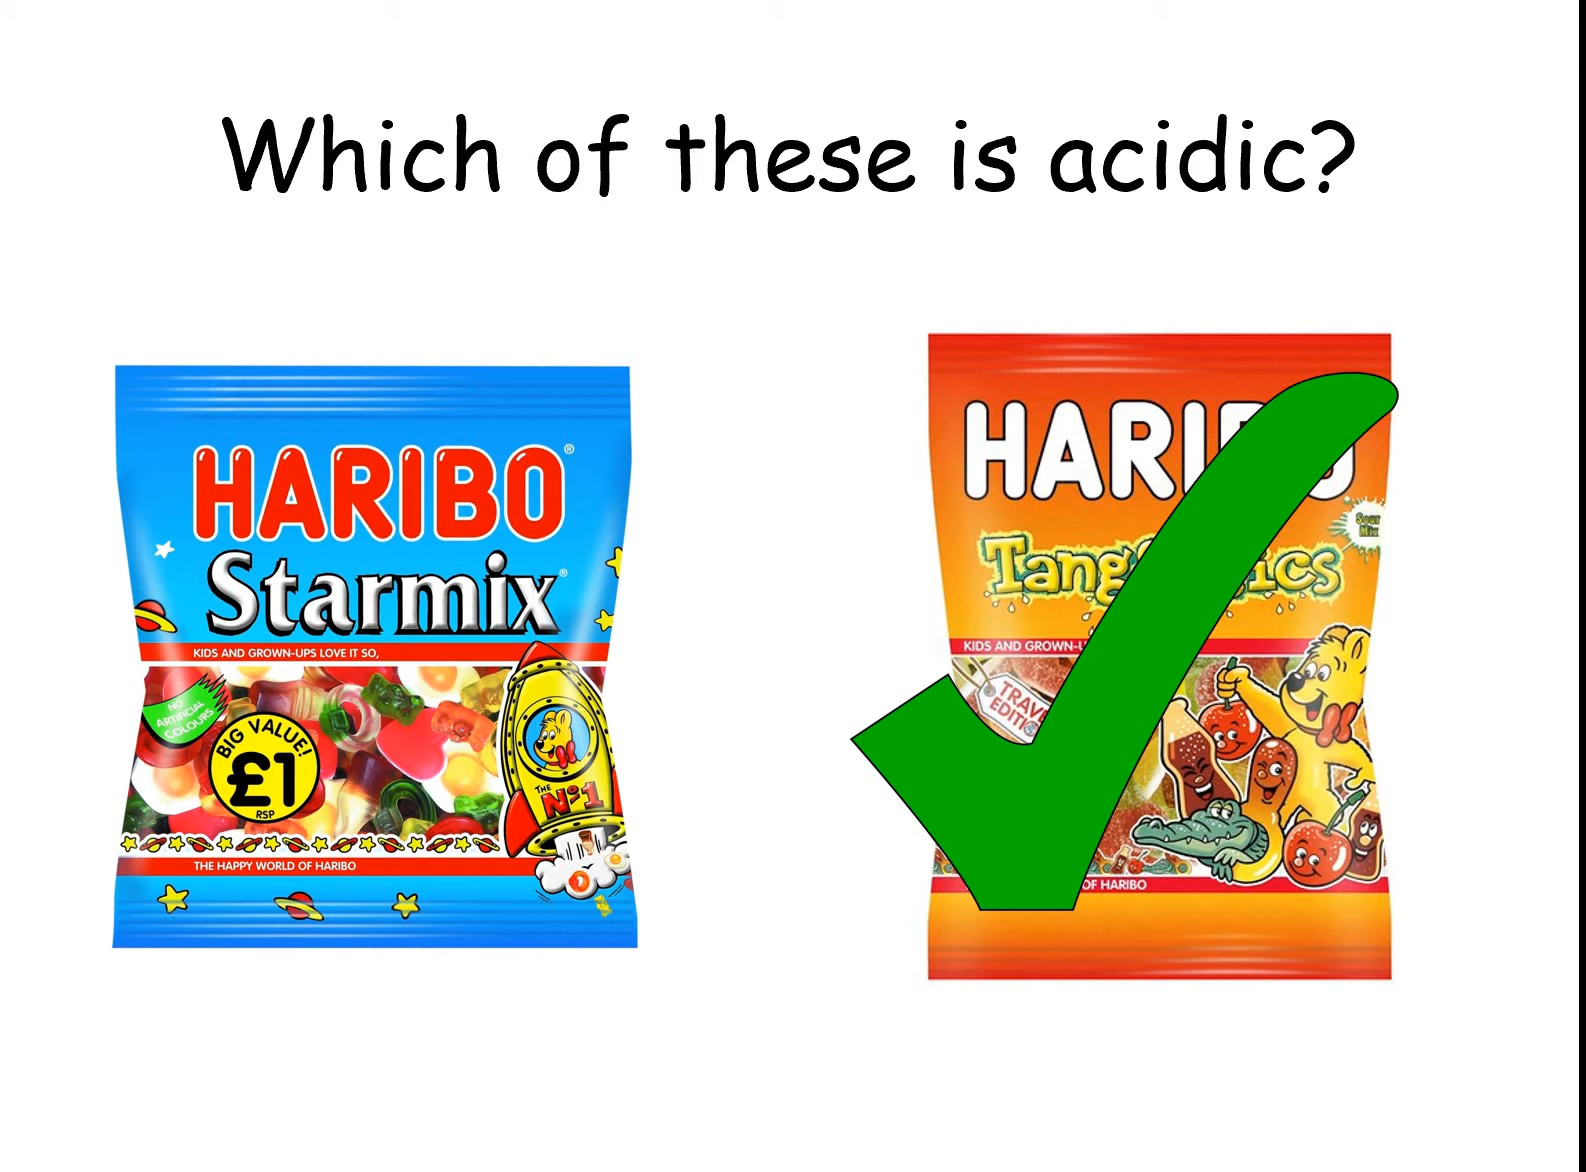 Which of these is acidic?
HARIBO®
Starmix®
KIDS AND GROWN-UPS LOVE IT SO,
NO
ARTIFICIAL
COLOURS
BIG VALUE!
£1
RSP
THE
Nº1
THE HAPPY WORLD OF HARIBO
HARI O
Tang ics
Sour
Mix
KIDS AND GROWN-U
TRAV
EDITI
OF HARIBO